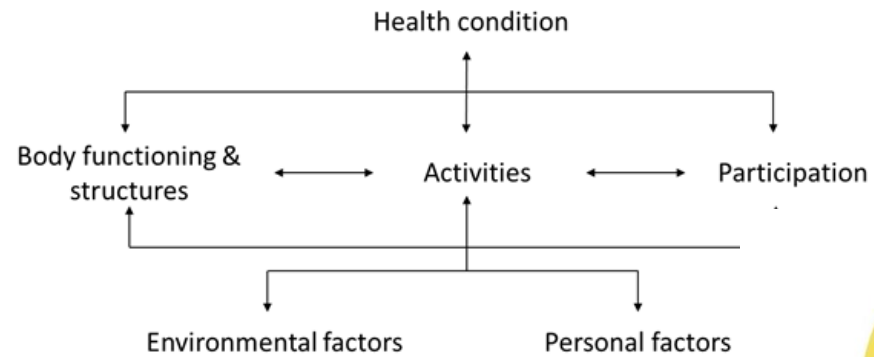 Health condition
Body functioning &
structures
Activities
Participation
Environmental factors
Personal factors